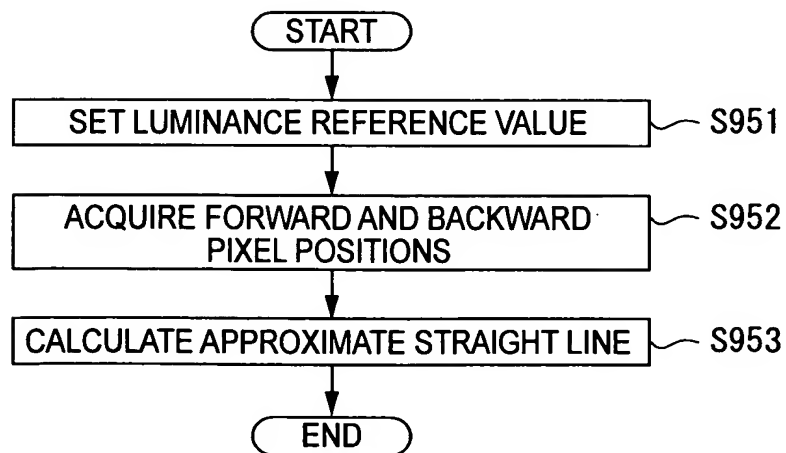 START
SET LUMINANCE REFERENCE VALUE
S951
ACQUIRE FORWARD AND BACKWARD
PIXEL POSITIONS
S952
CALCULATE APPROXIMATE STRAIGHT LINE
S953
END